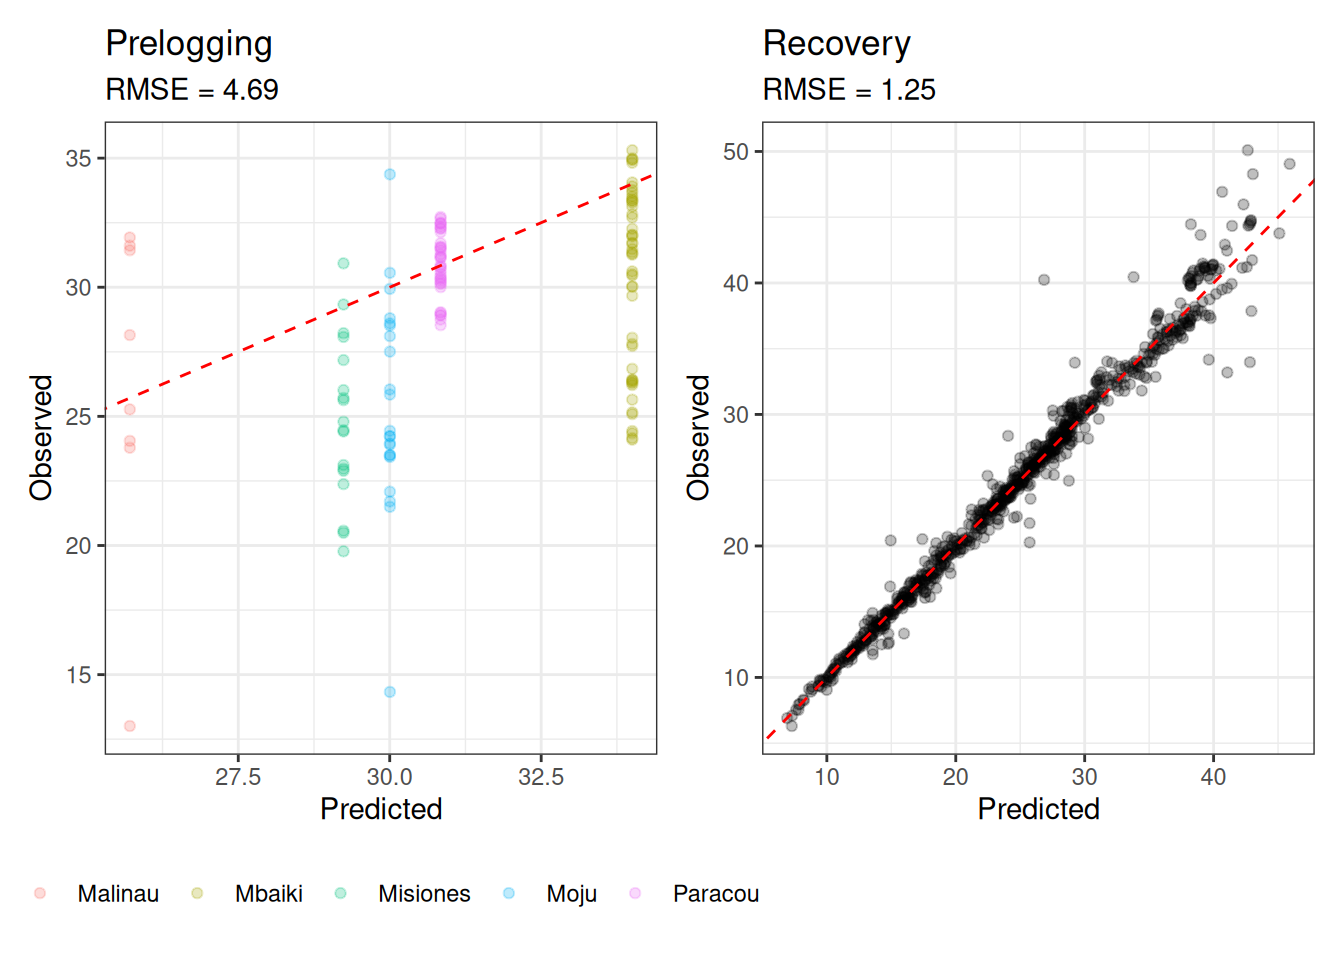 Prelogging
RMSE = 4.69
35
30
25
20
15
Observed
27.5 30.0 32.5
Predicted
Recovery
RMSE = 1.25
50
40
30
20
10
Observed
10 20 30 40
Predicted
Malinau Mbaiki Misiones Moju Paracou